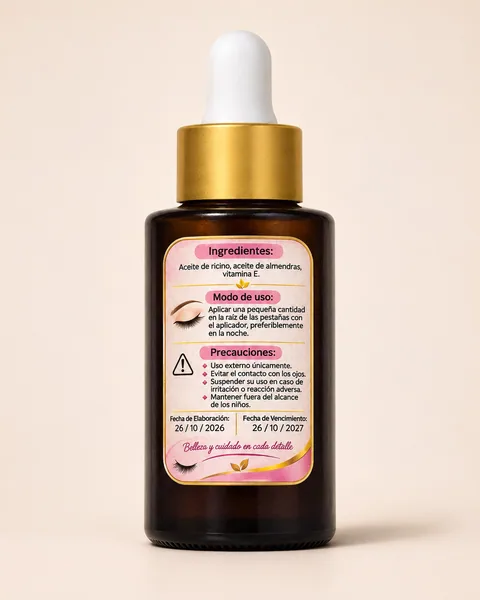 Ingredientes:
Aceite de ricino, aceite de almendras,
vitamina E.
Modo de uso:
Aplicar una pequeña cantidad
en la raíz de las pestañas con
el aplicador, preferiblemente
en la noche.
Precauciones:
Uso externo únicamente.
Evitar el contacto con los ojos.
Suspender su uso en caso de
irritación o reacción adversa.
Mantener fuera del alcance
de los niños.
Fecha de Elaboración:
26 / 10 / 2026
Fecha de Vencimiento:
26 / 10 / 2027
Belleza y cuidado en cada detalle